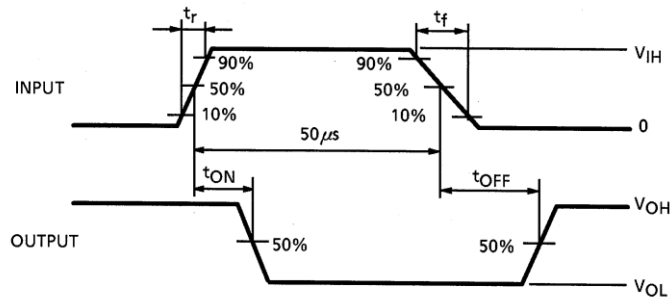 tr
tf
90%
90%
VIH
INPUT
50%
50%
10%
10%
0
50μs
tON
tOFF
VOH
OUTPUT
50%
50%
VOL